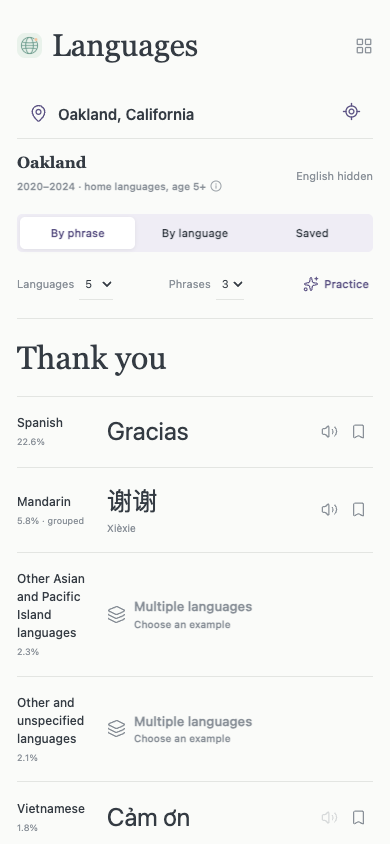 Languages
Oakland, California
Oakland
2020–2024 · home languages, age 5+
English hidden
By phrase
By language
Saved
Languages 5
Phrases 3
Practice
Thank you
Spanish
22.6%
Gracias
Mandarin
5.8% · grouped
谢谢
Xièxie
Other Asian
and Pacific
Island
languages
2.3%
Multiple languages
Choose an example
Other and
unspecified
languages
2.1%
Multiple languages
Choose an example
Vietnamese
1.8%
Cảm ơn